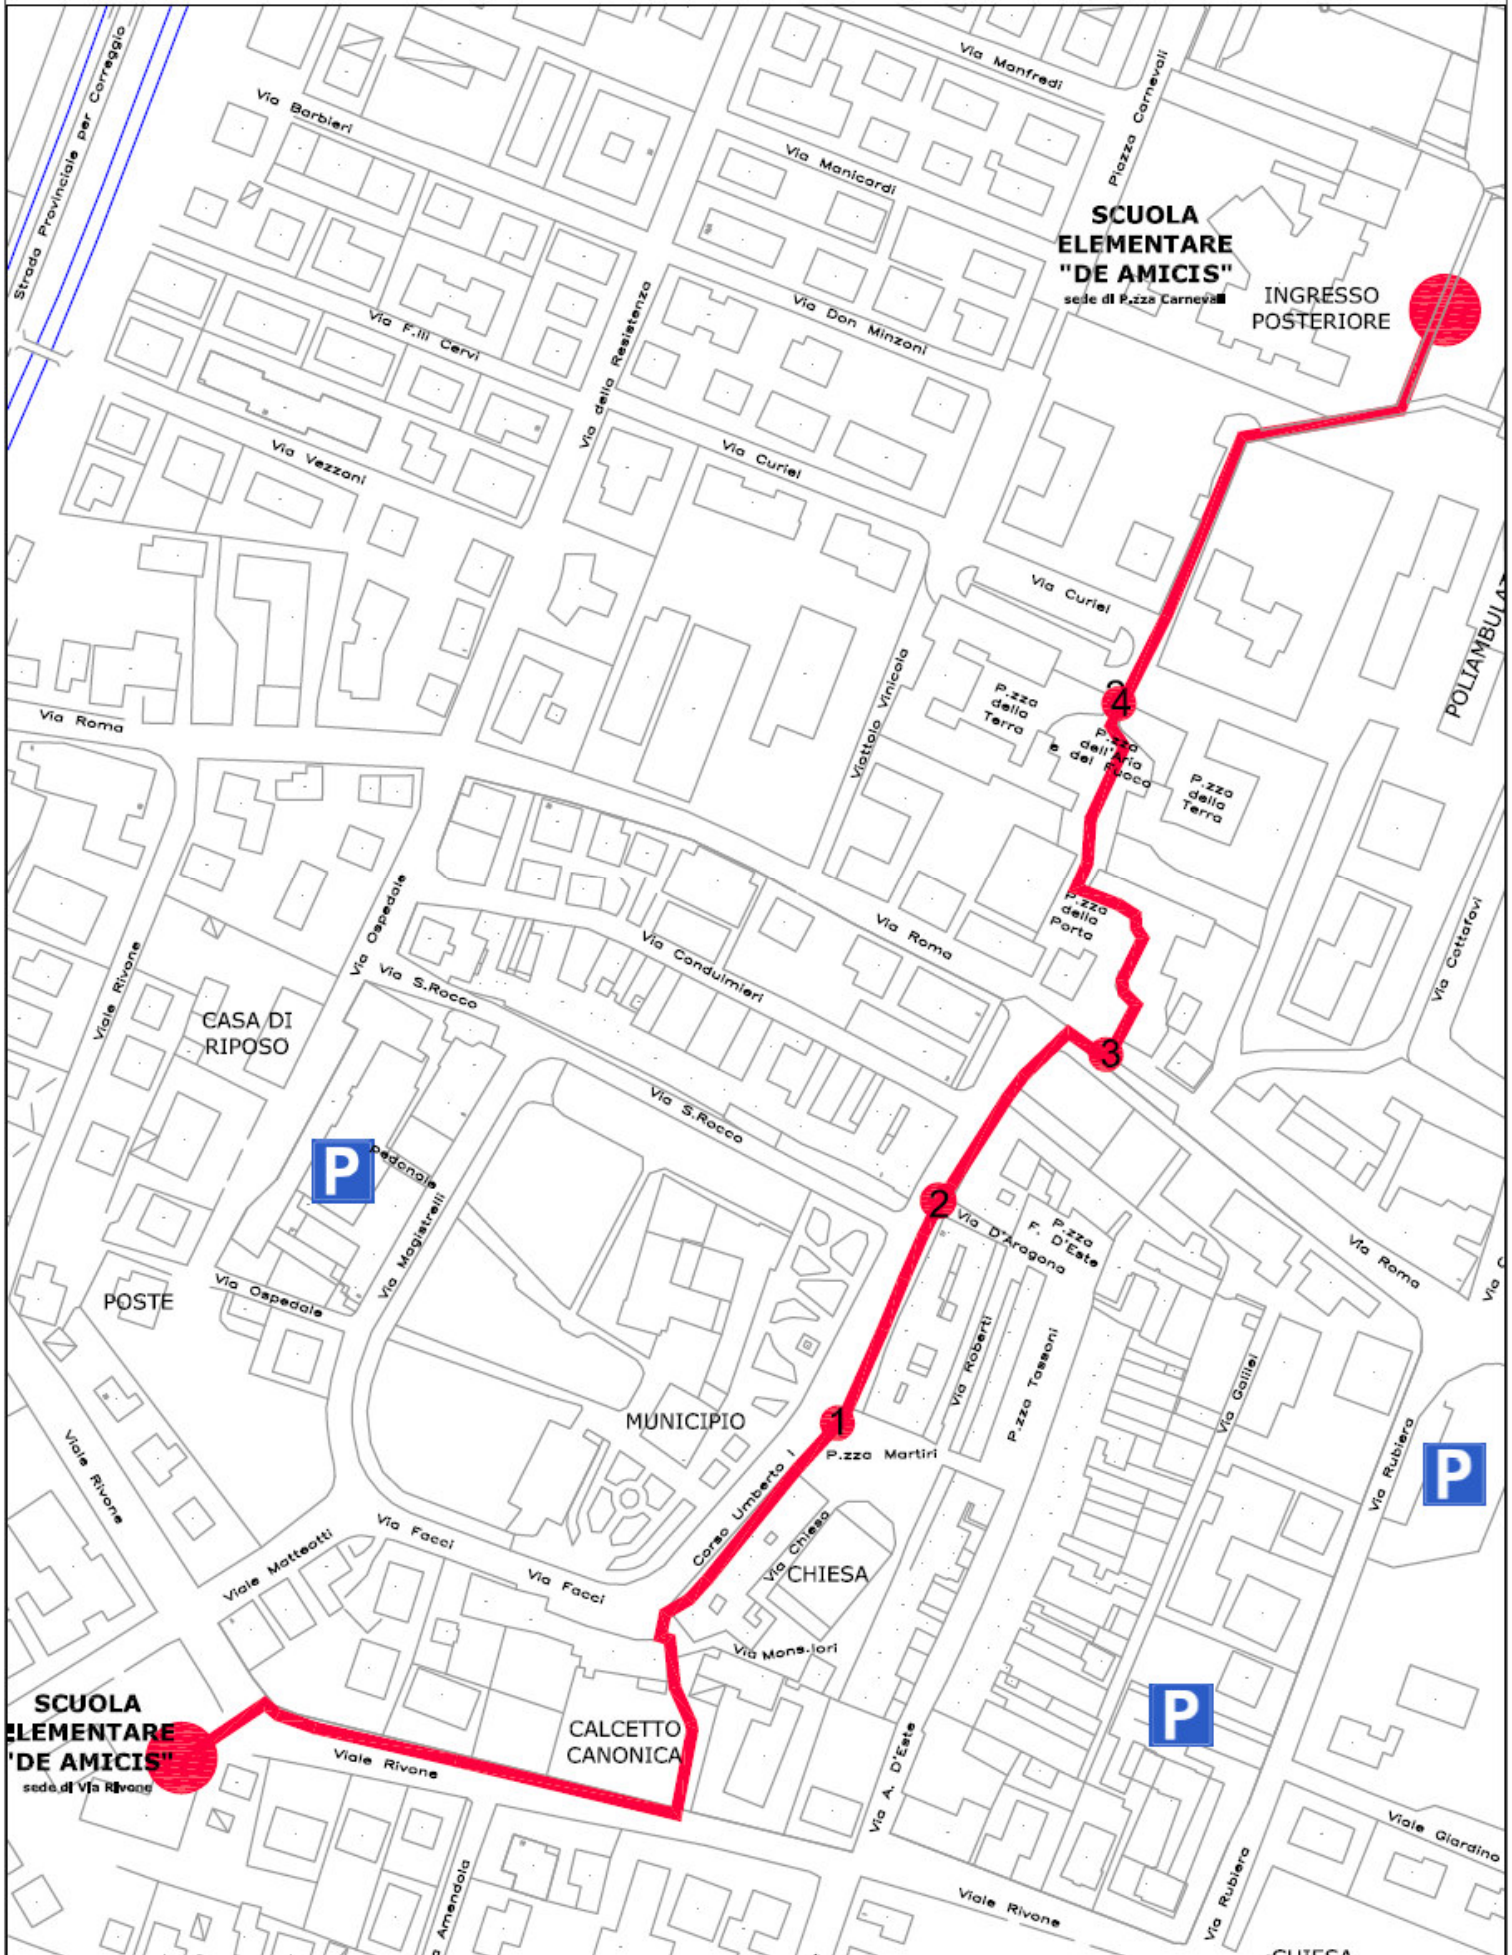 Via Manfredi
Piazza Carnevali
Strada Provinciale per Correggio
Via Barbieri
Via Manicardi
SCUOLA
ELEMENTARE
"DE AMICIS"
sede di P.zza Carneval
INGRESSO
POSTERIORE
Via Don Minzoni
Via F.lli Cervi
Via della Resistenza
Via Curiel
Via Vezzani
Via Curiel
POLIAMBULA
Viottolo Vinicola
P.zza
della
Terra
4
P.zza
dell'Aria
e del Fuoco
P.zza
della
Terra
Via Roma
Via Ospedale
P.zza
della
Porta
Via Roma
Via Cottafavi
Via Condulmieri
Viale Rivone
Via S.Rocco
CASA DI
RIPOSO
3
Via S.Rocco
P
pedonale
2
Via D'Aragona
P.zza
F. D'Este
Via Magistrelli
Via Roma
Via Ospedale
POSTE
Via Roberti
P.zza Tassoni
Via Galilei
MUNICIPIO
1
P.zza Martiri
Via Rubiera
P
Viale Rivone
Corso Umberto I
Via Facci
Via Chiesa
CHIESA
Viale Matteotti
Via Facci
Via Mons.Iori
SCUOLA
ELEMENTARE
"DE AMICIS"
sede di Via Rivone
CALCETTO
CANONICA
P
Viale Rivone
Via A. D'Este
Viale Giardino
Via Rubiera
Amendola
Viale Rivone
CHIESA